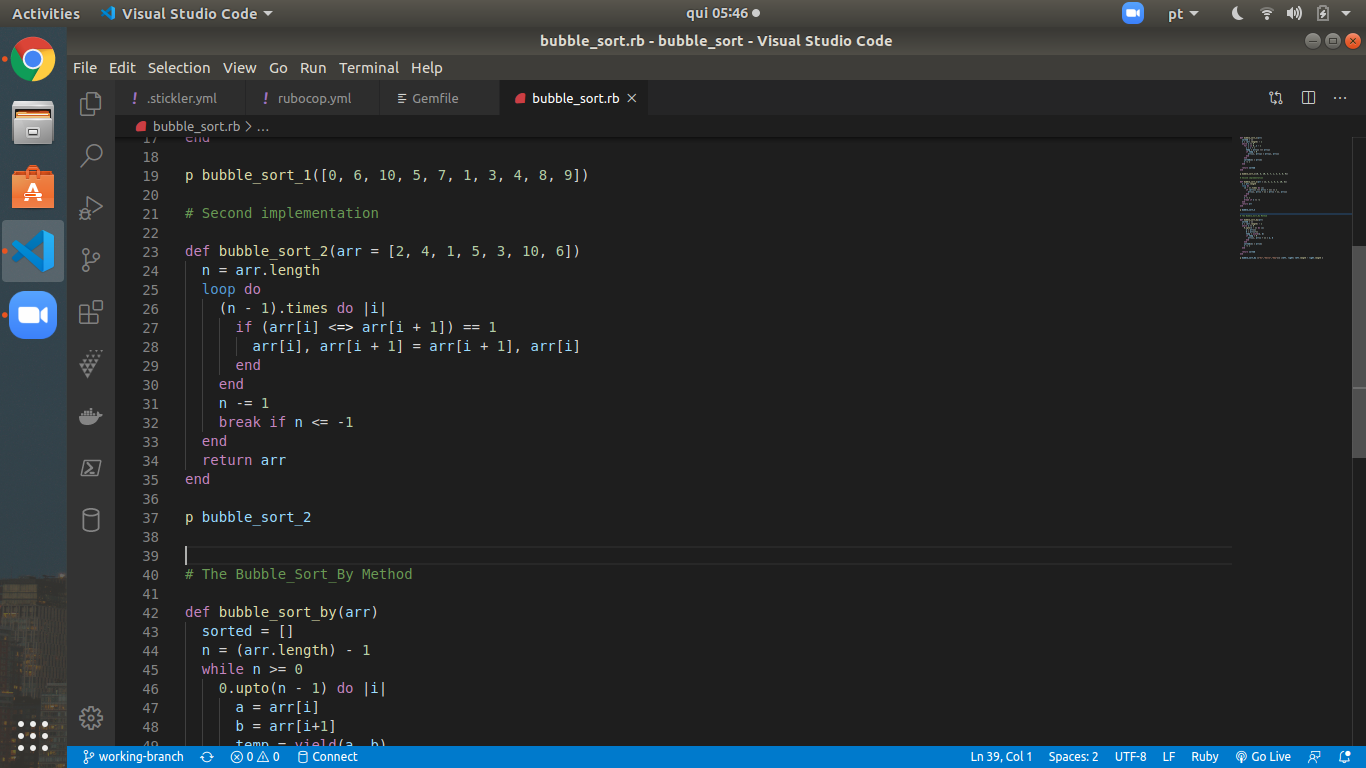 Activities Visual Studio Code qui 05:46 pt
bubble_sort.rb - bubble_sort - Visual Studio Code
File Edit Selection View Go Run Terminal Help
! .stickler.yml ! rubocop.yml Gemfile bubble_sort.rb
bubble_sort.rb > ...
17 end
18
19 p bubble_sort_1([0, 6, 10, 5, 7, 1, 3, 4, 8, 9])
20
21 # Second implementation
22
23 def bubble_sort_2(arr = [2, 4, 1, 5, 3, 10, 6])
24 n = arr.length
25 loop do
26 (n - 1).times do |i|
27 if (arr[i] <=> arr[i + 1]) == 1
28 arr[i], arr[i + 1] = arr[i + 1], arr[i]
29 end
30 end
31 n -= 1
32 break if n <= -1
33 end
34 return arr
35 end
36
37 p bubble_sort_2
38
39
40 # The Bubble_Sort_By Method
41
42 def bubble_sort_by(arr)
43 sorted = []
44 n = (arr.length) - 1
45 while n >= 0
46 0.upto(n - 1) do |i|
47 a = arr[i]
48 b = arr[i+1]
49 temp = yield(a, b)
working-branch 0 0 Connect Ln 39, Col 1 Spaces: 2 UTF-8 LF Ruby Go Live